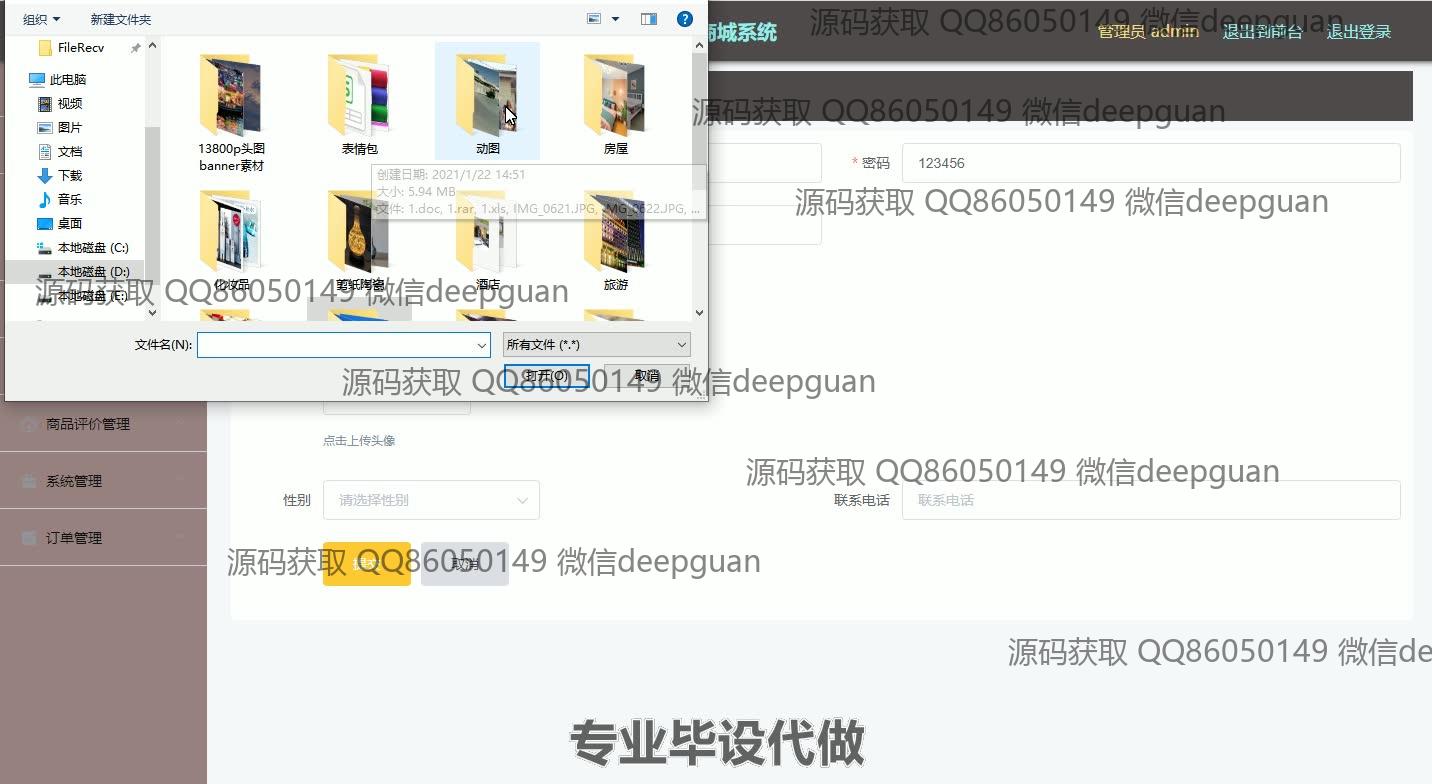 组织 新建文件夹
商城系统
管理员 admin 退出到前台 退出登录
源码获取 QQ86050149 微信deepguan
FileRecv
此电脑
视频
图片
文档
下载
音乐
桌面
本地磁盘 (C:)
本地磁盘 (D:)
本地磁盘 (E:)
13800p头图
banner素材
表情包
动图
房屋
创建日期: 2021/1/22 14:51
大小: 5.94 MB
文件: 1.doc, 1.rar, 1.xls, IMG_0621.JPG, IMG_0622.JPG, ...
化妆品
剪纸陶瓷
酒店
旅游
源码获取 QQ86050149 微信deepguan
* 密码 123456
源码获取 QQ86050149 微信deepguan
源码获取 QQ86050149 微信deepguan
文件名(N): 所有文件 (*.*)
打开(O) 取消
源码获取 QQ86050149 微信deepguan
商品评价管理
点击上传头像
系统管理
源码获取 QQ86050149 微信deepguan
性别 请选择性别 联系电话 联系电话
订单管理
提交 取消
源码获取 QQ86050149 微信deepguan
源码获取 QQ86050149 微信de
专业毕设代做